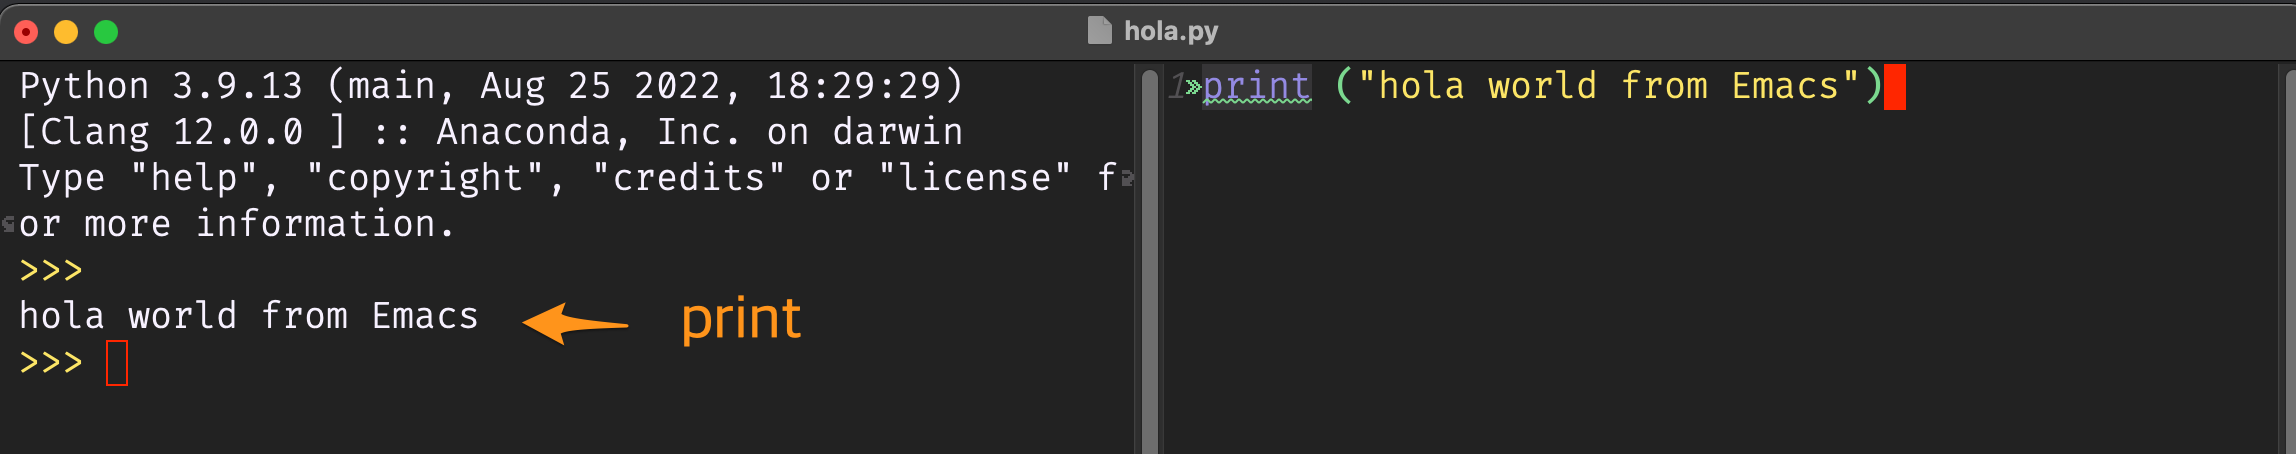 hola.py
Python 3.9.13 (main, Aug 25 2022, 18:29:29)
[Clang 12.0.0 ] :: Anaconda, Inc. on darwin
Type "help", "copyright", "credits" or "license" f
or more information.
>>>
hola world from Emacs
print
>>>
1 print ("hola world from Emacs")